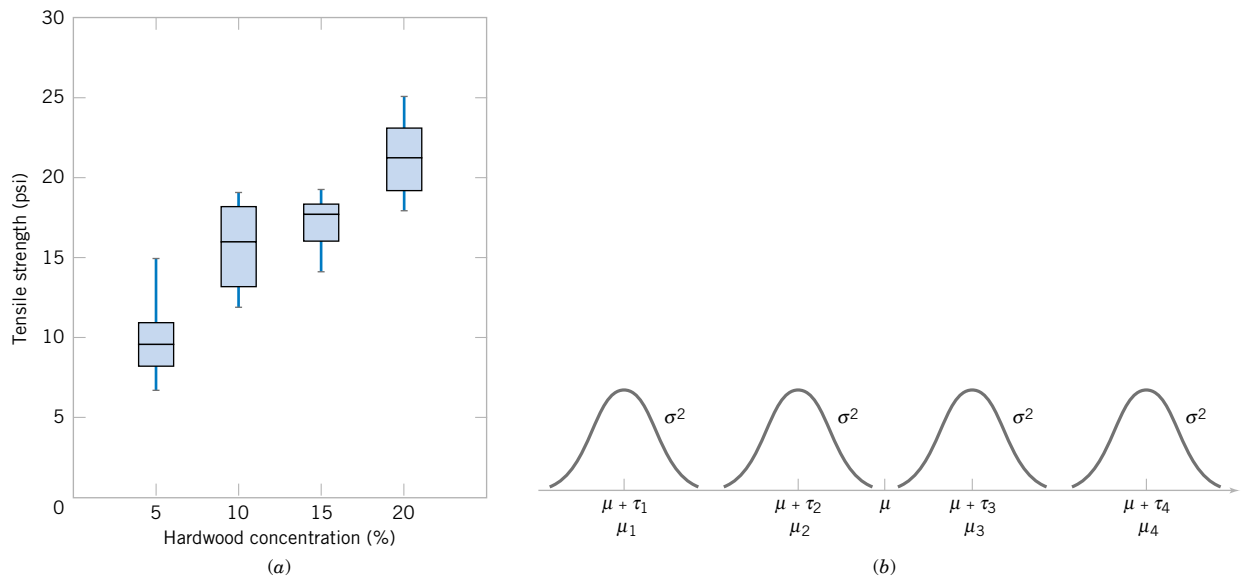 30
25
20
15
10
5
0
Tensile strength (psi)
5 10 15 20
Hardwood concentration (%)
(a)
σ² σ² σ² σ²
μ + τ₁ μ + τ₂ μ μ + τ₃ μ + τ₄
μ₁ μ₂ μ₃ μ₄
(b)